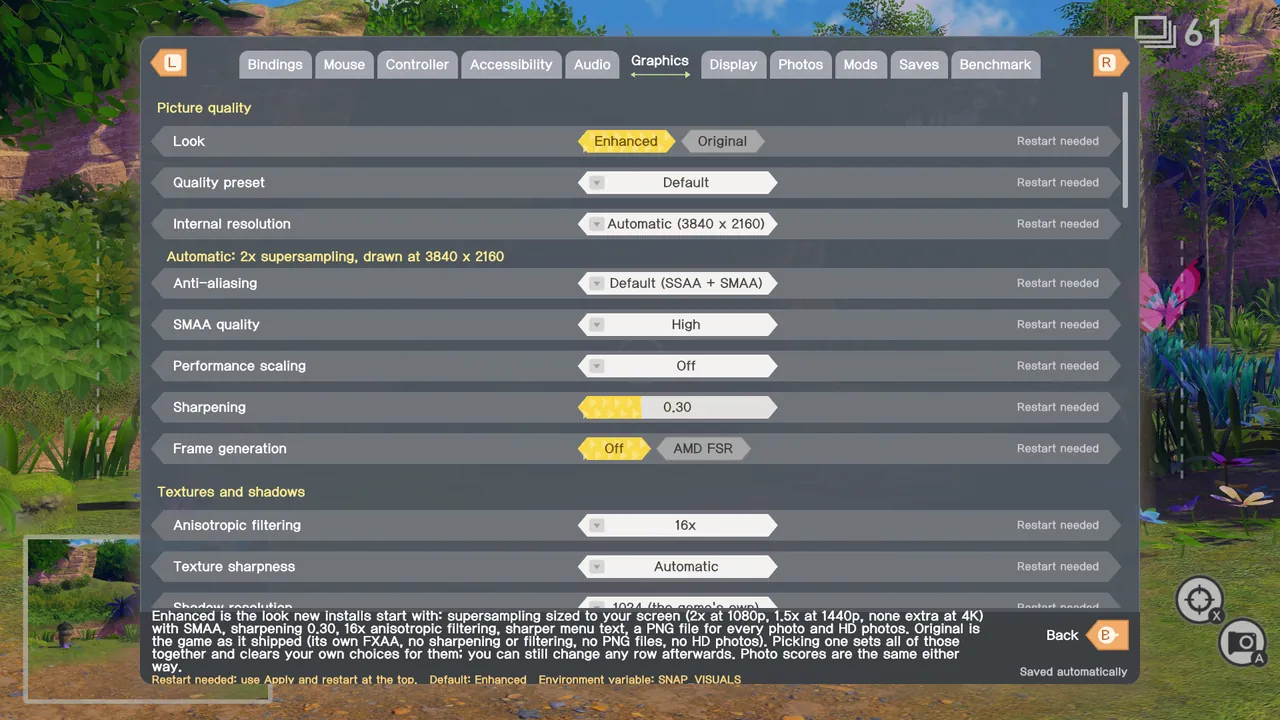 61
L
Bindings Mouse Controller Accessibility Audio Graphics Display Photos Mods Saves Benchmark
R
Picture quality
Look Enhanced Original Restart needed
Quality preset Default Restart needed
Internal resolution Automatic (3840 x 2160) Restart needed
Automatic: 2x supersampling, drawn at 3840 x 2160
Anti-aliasing Default (SSAA + SMAA) Restart needed
SMAA quality High Restart needed
Performance scaling Off Restart needed
Sharpening 0.30 Restart needed
Frame generation Off AMD FSR Restart needed
Textures and shadows
Anisotropic filtering 16x Restart needed
Texture sharpness Automatic Restart needed
Shadow resolution 1024 (the game's own) Restart needed
Enhanced is the look new installs start with: supersampling sized to your screen (2x at 1080p, 1.5x at 1440p, none extra at 4K)
with SMAA, sharpening 0.30, 16x anisotropic filtering, sharper menu text, a PNG file for every photo and HD photos. Original is
the game as it shipped (its own FXAA, no sharpening or filtering, no PNG files, no HD photos). Picking one sets all of those
together and clears your own choices for them; you can still change any row afterwards. Photo scores are the same either
way.
Restart needed: use Apply and restart at the top. Default: Enhanced Environment variable: SNAP_VISUALS
Back B
Saved automatically
X
A